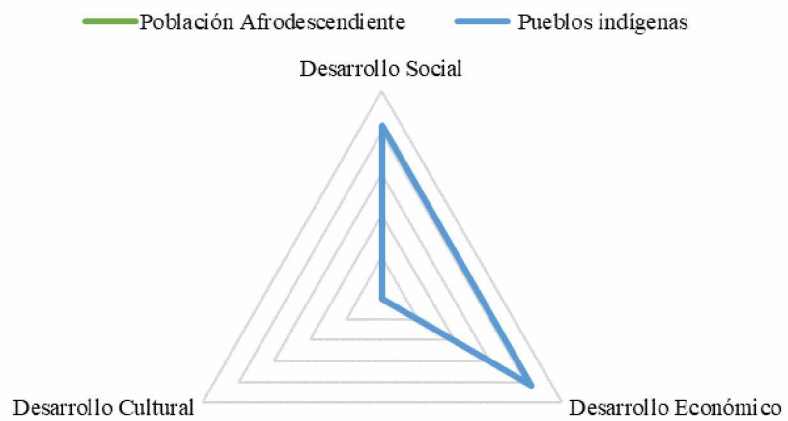 Población Afrodescendiente
Pueblos indígenas
Desarrollo Social
Desarrollo Cultural
Desarrollo Económico